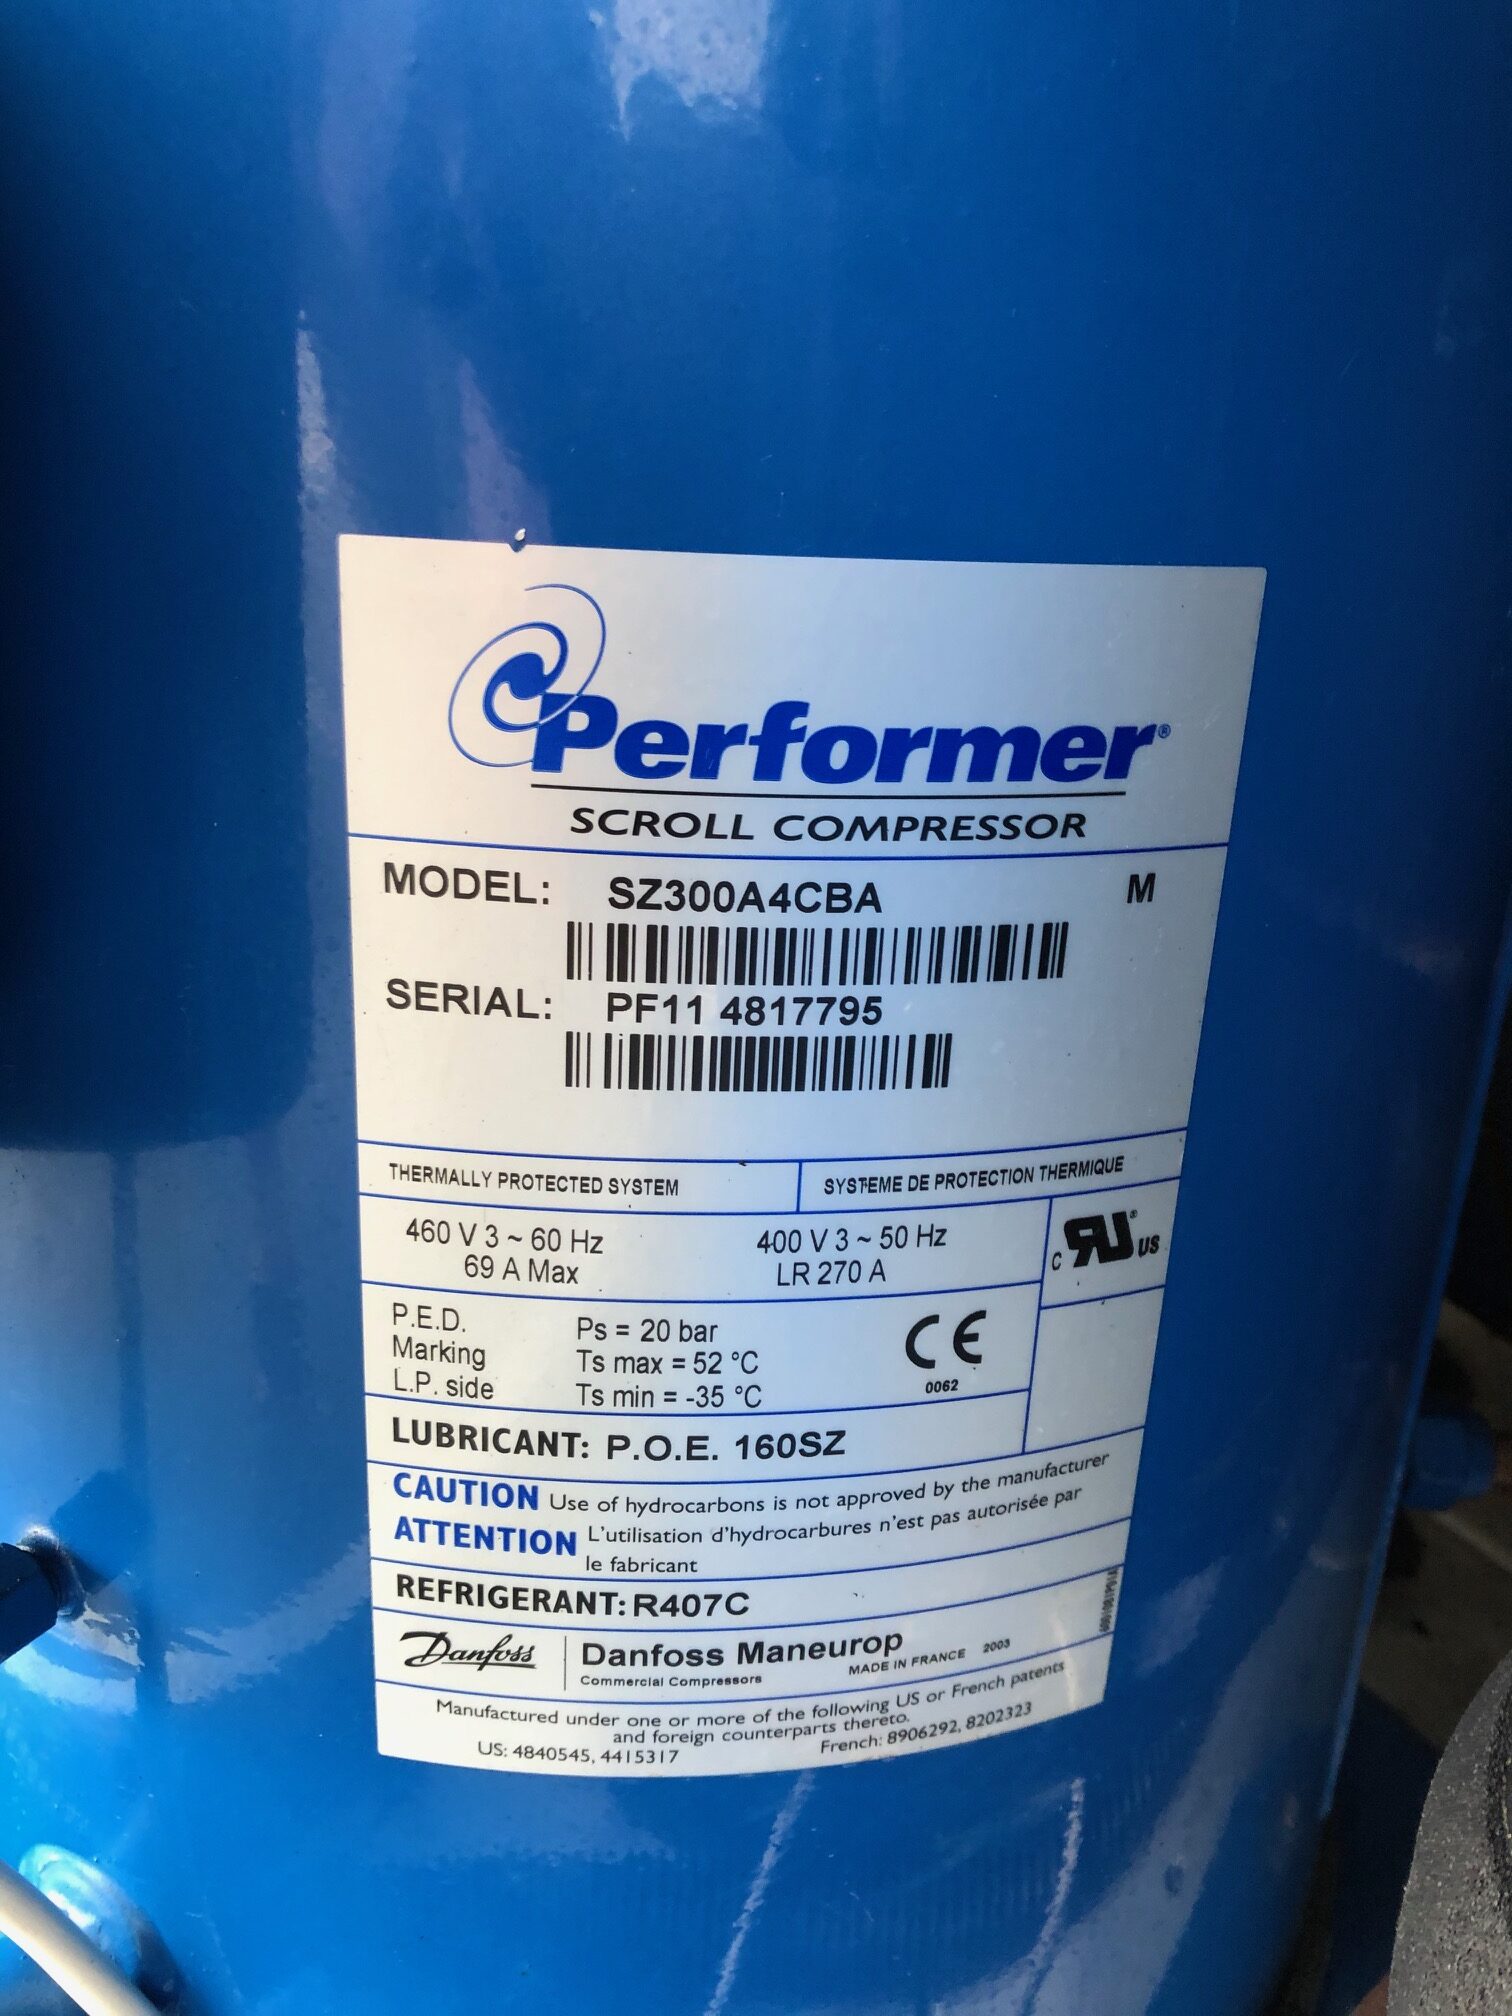 Performer®
SCROLL COMPRESSOR
MODEL: SZ300A4CBA M
SERIAL: PF11 4817795
THERMALLY PROTECTED SYSTEM SYSTEME DE PROTECTION THERMIQUE
460 V 3 ~ 60 Hz 400 V 3 ~ 50 Hz
69 A Max LR 270 A
c RU® US
P.E.D. Ps = 20 bar
Marking Ts max = 52 °C
L.P. side Ts min = -35 °C
CE
0062
LUBRICANT: P.O.E. 160SZ
CAUTION Use of hydrocarbons is not approved by the manufacturer
ATTENTION L'utilisation d'hydrocarbures n'est pas autorisée par
le fabricant
REFRIGERANT: R407C
Danfoss Danfoss Maneurop
Commercial Compressors MADE IN FRANCE 2003
Manufactured under one or more of the following US or French patents
and foreign counterparts thereto.
US: 4840545, 4415317 French: 8906292, 8202323